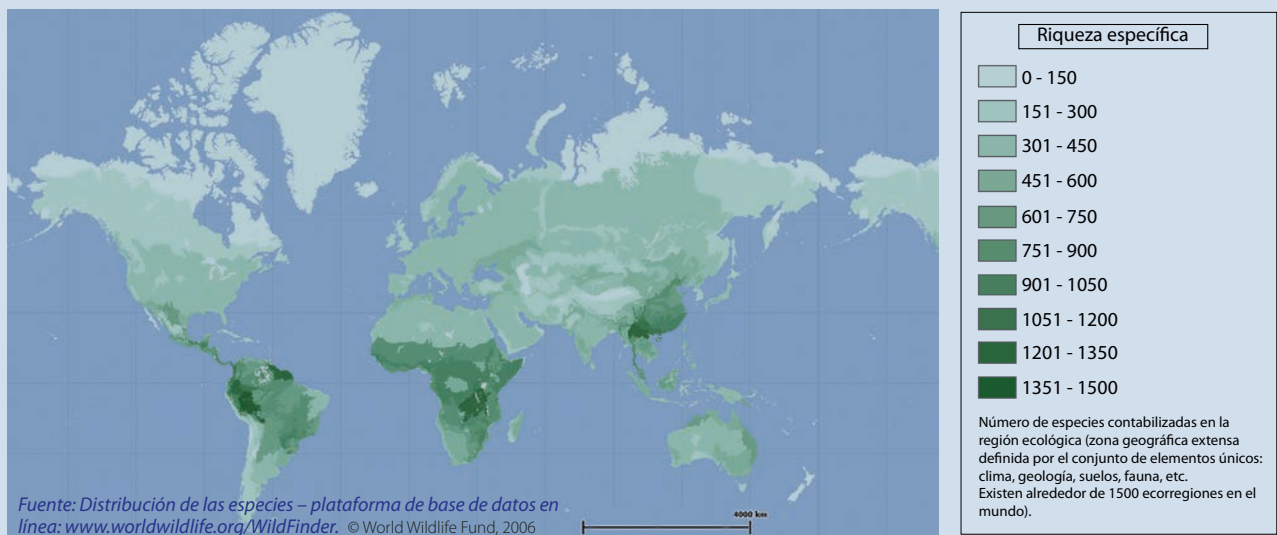 Riqueza específica
0 - 150
151 - 300
301 - 450
451 - 600
601 - 750
751 - 900
901 - 1050
1051 - 1200
1201 - 1350
1351 - 1500
Número de especies contabilizadas en la
región ecológica (zona geográfica extensa
definida por el conjunto de elementos únicos:
clima, geología, suelos, fauna, etc.
Existen alrededor de 1500 ecorregiones en el
mundo).
Fuente: Distribución de las especies – plataforma de base de datos en
línea: www.worldwildlife.org/WildFinder. © World Wildlife Fund, 2006
4000 km